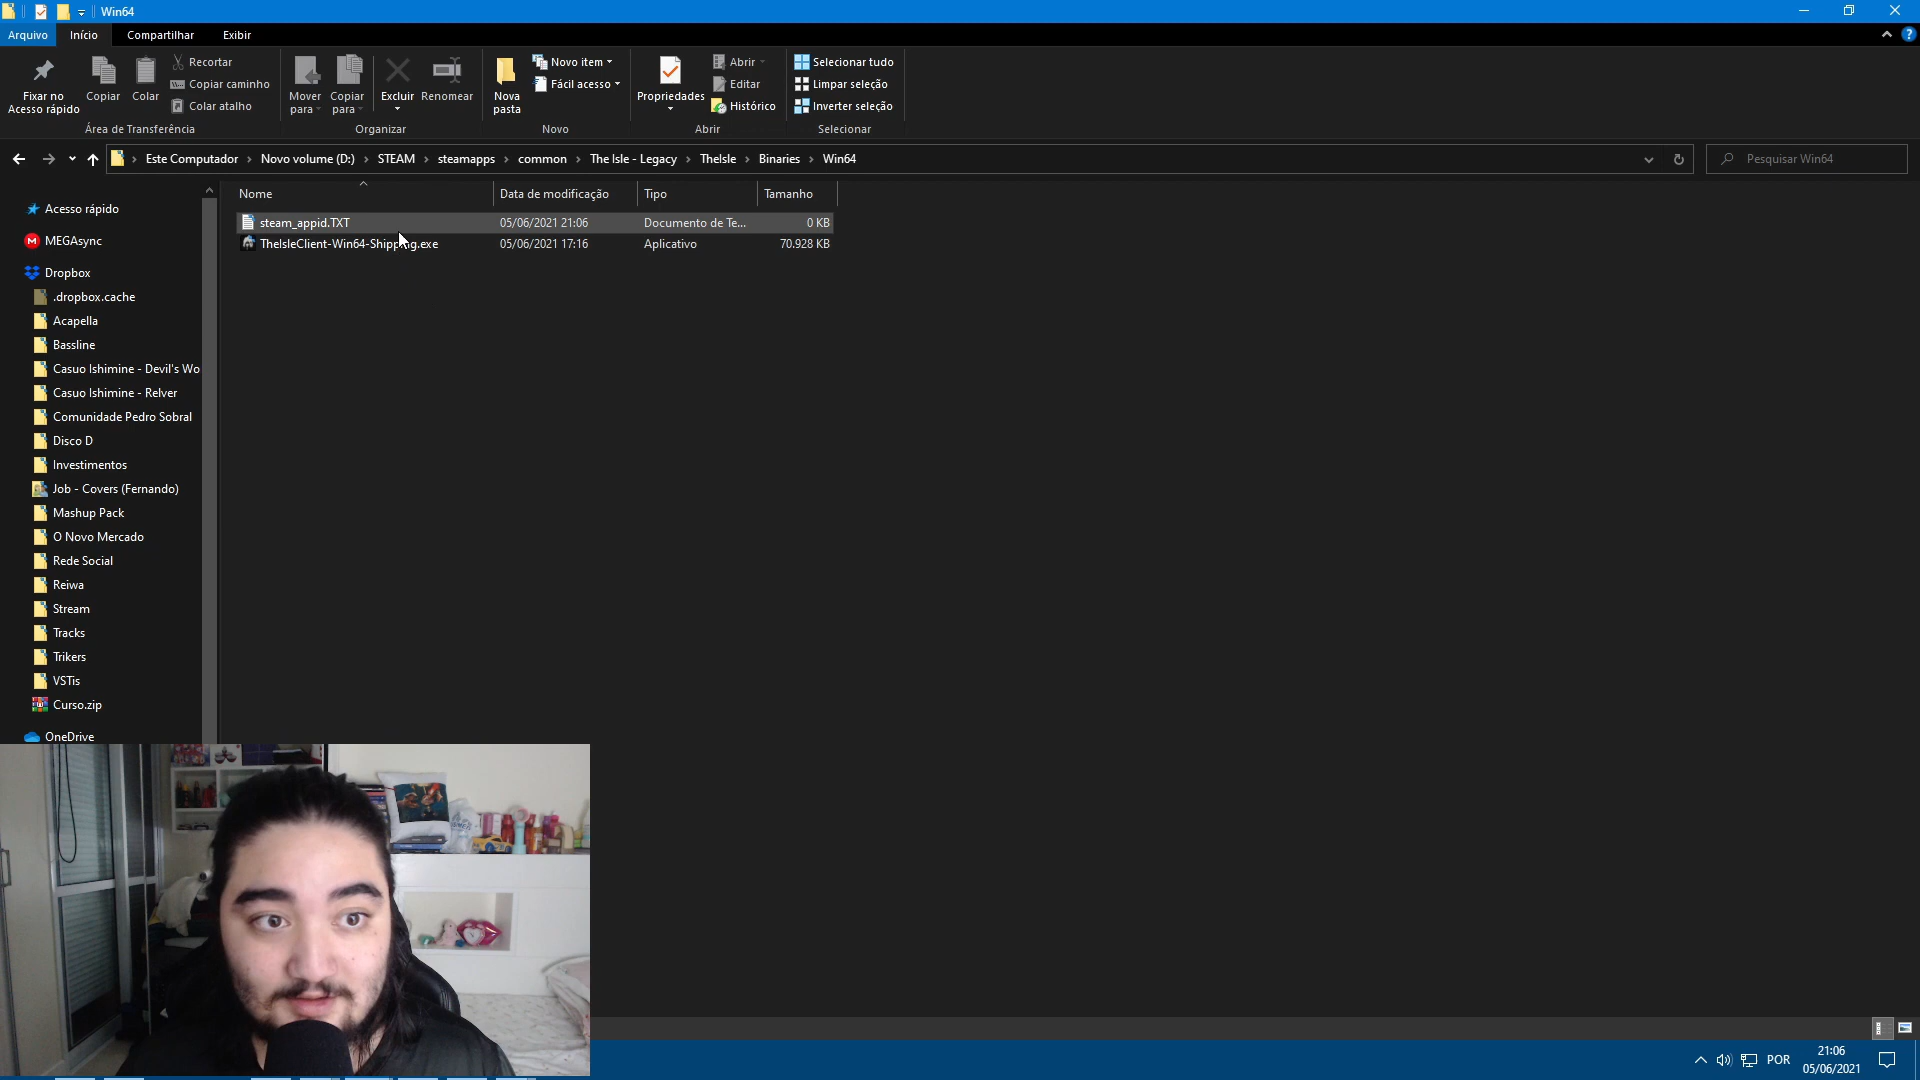 Win64
Arquivo
Início
Compartilhar
Exibir
Fixar no
Acesso rápido
Copiar
Colar
Recortar
Copiar caminho
Colar atalho
Área de Transferência
Mover
para
Copiar
para
Excluir
Renomear
Organizar
Nova
pasta
Novo item
Fácil acesso
Novo
Propriedades
Abrir
Editar
Histórico
Abrir
Selecionar tudo
Limpar seleção
Inverter seleção
Selecionar
Este Computador > Novo volume (D:) > STEAM > steamapps > common > The Isle - Legacy > TheIsle > Binaries > Win64
Pesquisar Win64
Nome Data de modificação Tipo Tamanho
steam_appid.TXT 05/06/2021 21:06 Documento de Te... 0 KB
TheIsleClient-Win64-Shipping.exe 05/06/2021 17:16 Aplicativo 70.928 KB
Acesso rápido
MEGAsync
Dropbox
.dropbox.cache
Acapella
Bassline
Casuo Ishimine - Devil's Wo
Casuo Ishimine - Relver
Comunidade Pedro Sobral
Disco D
Investimentos
Job - Covers (Fernando)
Mashup Pack
O Novo Mercado
Rede Social
Reiwa
Stream
Tracks
Trikers
VSTis
Curso.zip
OneDrive
POR
21:06
05/06/2021